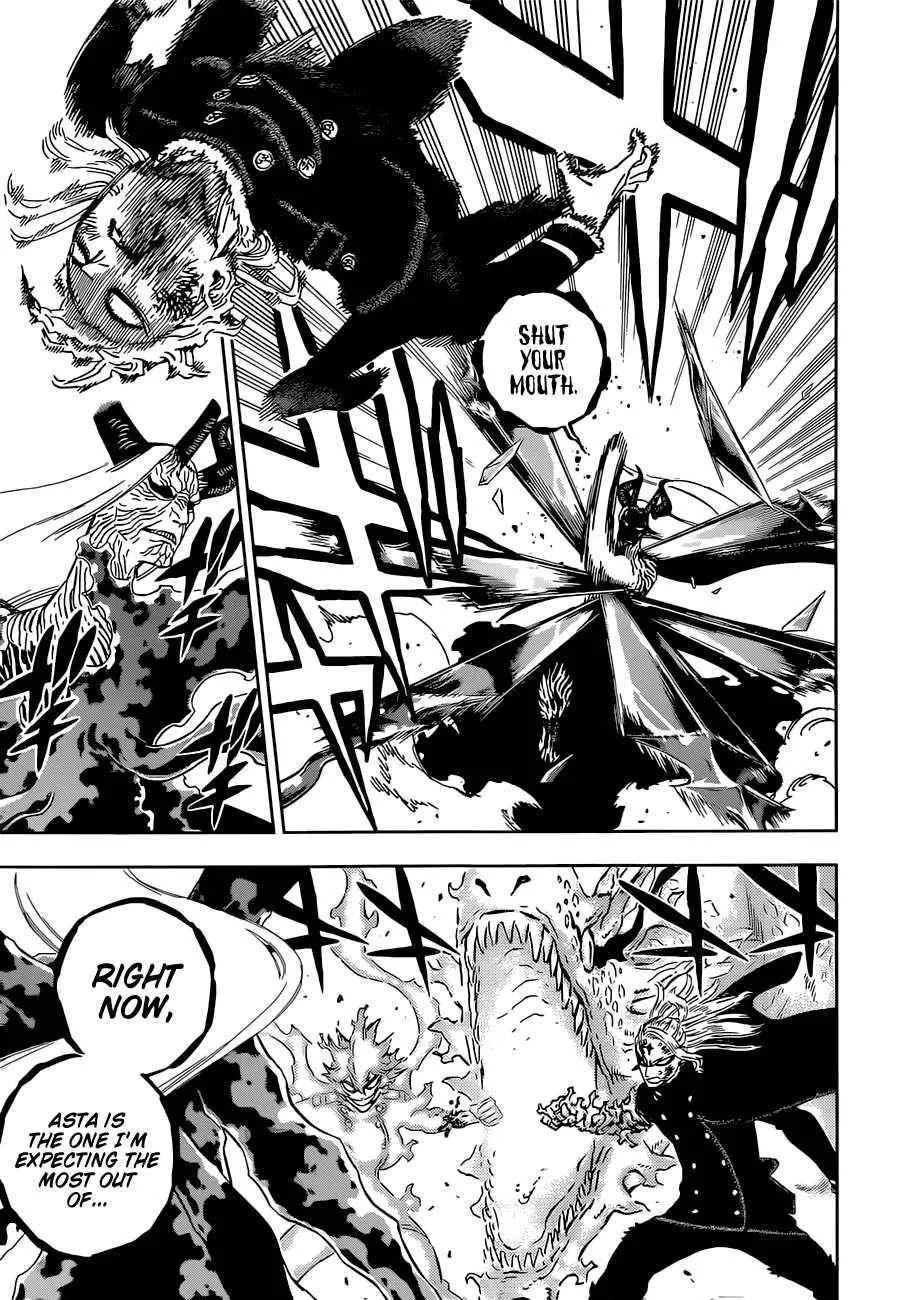 SHUT
YOUR
MOUTH.
RIGHT
NOW,
ASTA IS
THE ONE I'M
EXPECTING THE
MOST OUT
OF...